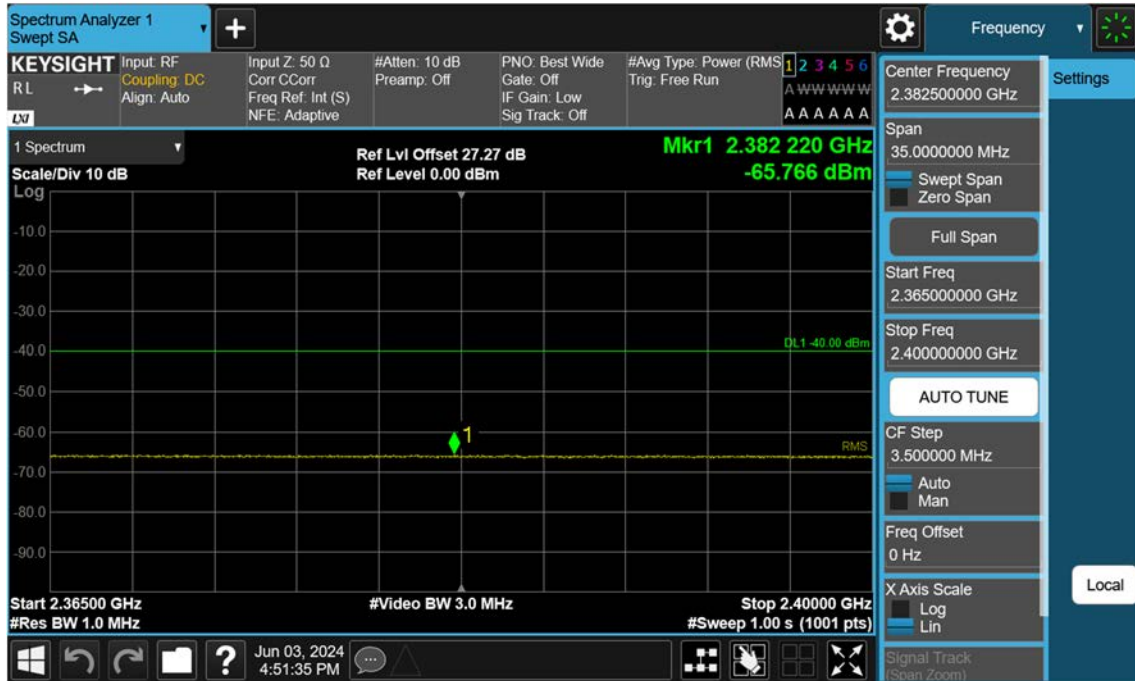 Spectrum Analyzer 1
Swept SA
Frequency
KEYSIGHT
R L
LXI
Input: RF
Coupling: DC
Align: Auto
Input Z: 50 Ω
Corr CCorr
Freq Ref: Int (S)
NFE: Adaptive
#Atten: 10 dB
Preamp: Off
PNO: Best Wide
Gate: Off
IF Gain: Low
Sig Track: Off
#Avg Type: Power (RMS
Trig: Free Run
1 2 3 4 5 6
A W W W W W
A A A A A A
1 Spectrum
Scale/Div 10 dB
Log
Ref Lvl Offset 27.27 dB
Ref Level 0.00 dBm
Mkr1 2.382 220 GHz
-65.766 dBm
-10.0
-20.0
-30.0
-40.0
DL1 -40.00 dBm
-50.0
-60.0
1
RMS
-70.0
-80.0
-90.0
Start 2.36500 GHz
#Res BW 1.0 MHz
#Video BW 3.0 MHz
Stop 2.40000 GHz
#Sweep 1.00 s (1001 pts)
Center Frequency
2.382500000 GHz
Settings
Span
35.0000000 MHz
Swept Span
Zero Span
Full Span
Start Freq
2.365000000 GHz
Stop Freq
2.400000000 GHz
AUTO TUNE
CF Step
3.500000 MHz
Auto
Man
Freq Offset
0 Hz
X Axis Scale
Log
Lin
Local
Signal Track
(Span Zoom)
?
Jun 03, 2024
4:51:35 PM